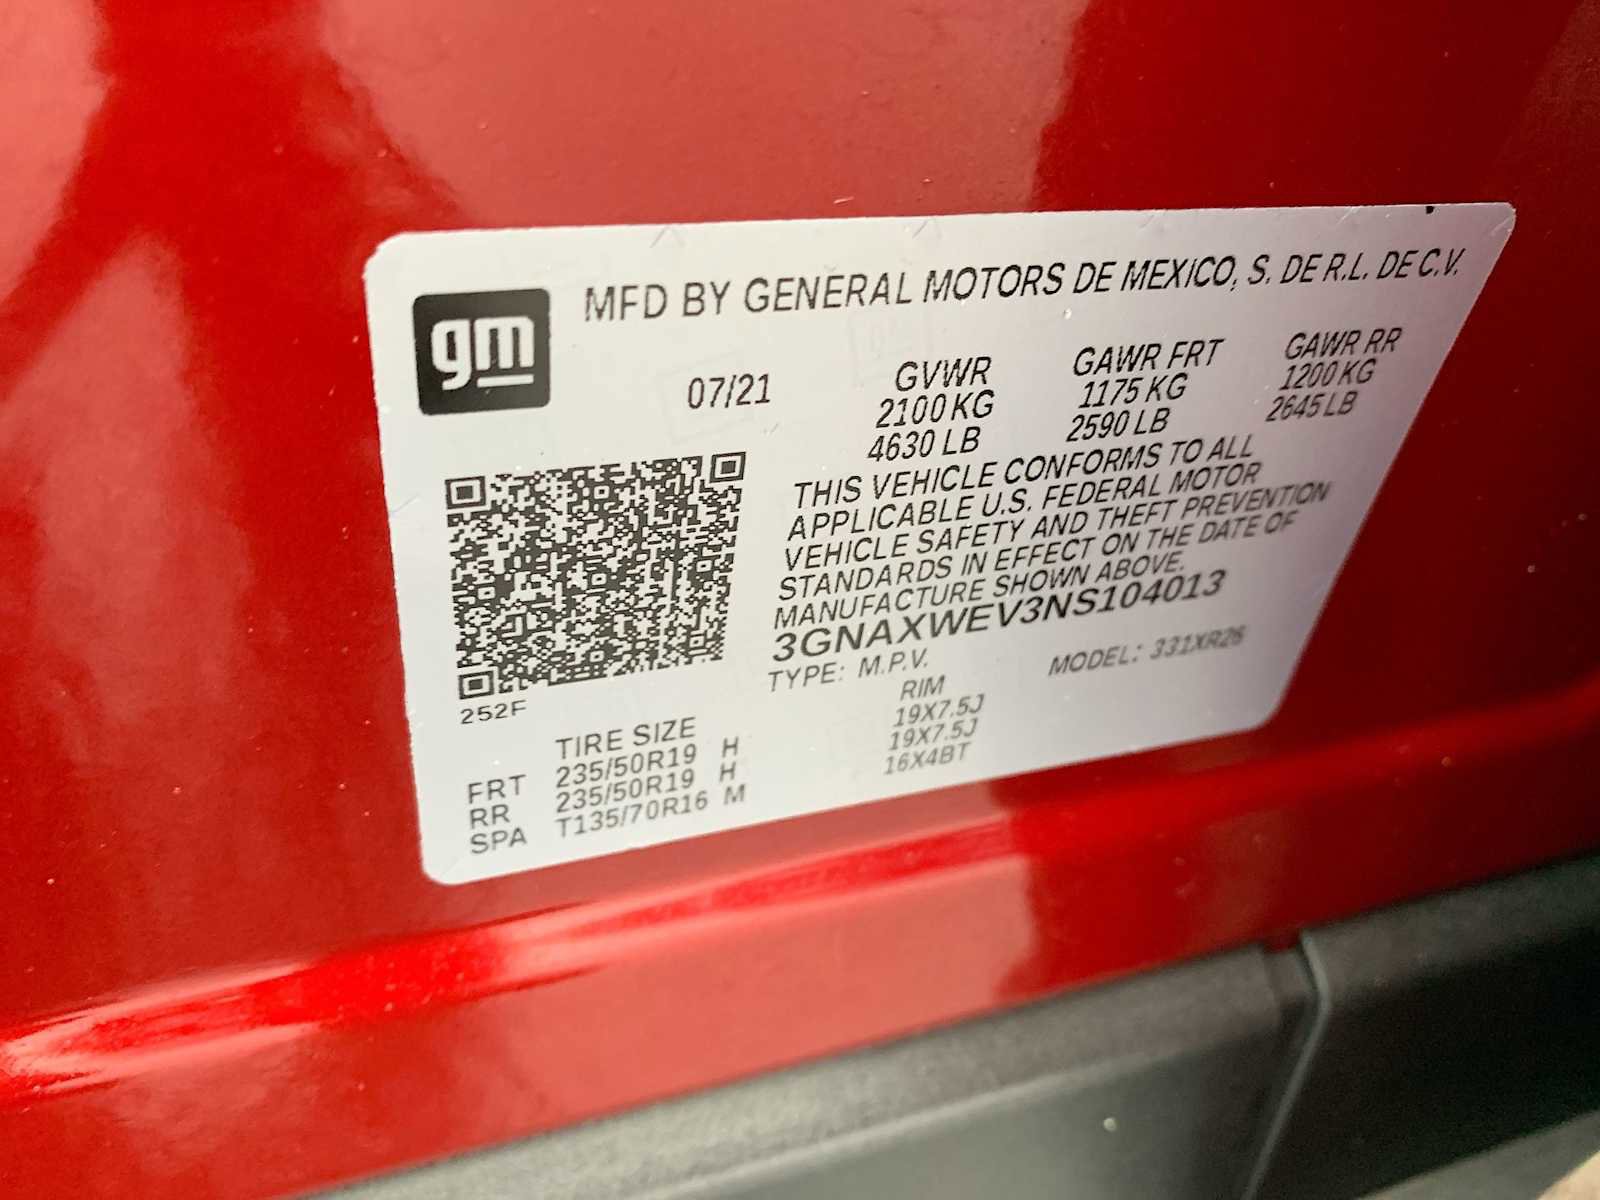 gm
MFD BY GENERAL MOTORS DE MEXICO, S. DE R.L. DE C.V.
07/21 GVWR GAWR FRT GAWR RR
2100 KG 1175 KG 1200 KG
4630 LB 2590 LB 2645 LB
THIS VEHICLE CONFORMS TO ALL
APPLICABLE U.S. FEDERAL MOTOR
VEHICLE SAFETY AND THEFT PREVENTION
STANDARDS IN EFFECT ON THE DATE OF
MANUFACTURE SHOWN ABOVE.
3GNAXWEV3NS104013
TYPE: M.P.V. MODEL: 331XR26
252F
TIRE SIZE RIM
FRT 235/50R19 H 19X7.5J
RR 235/50R19 H 19X7.5J
SPA T135/70R16 M 16X4BT